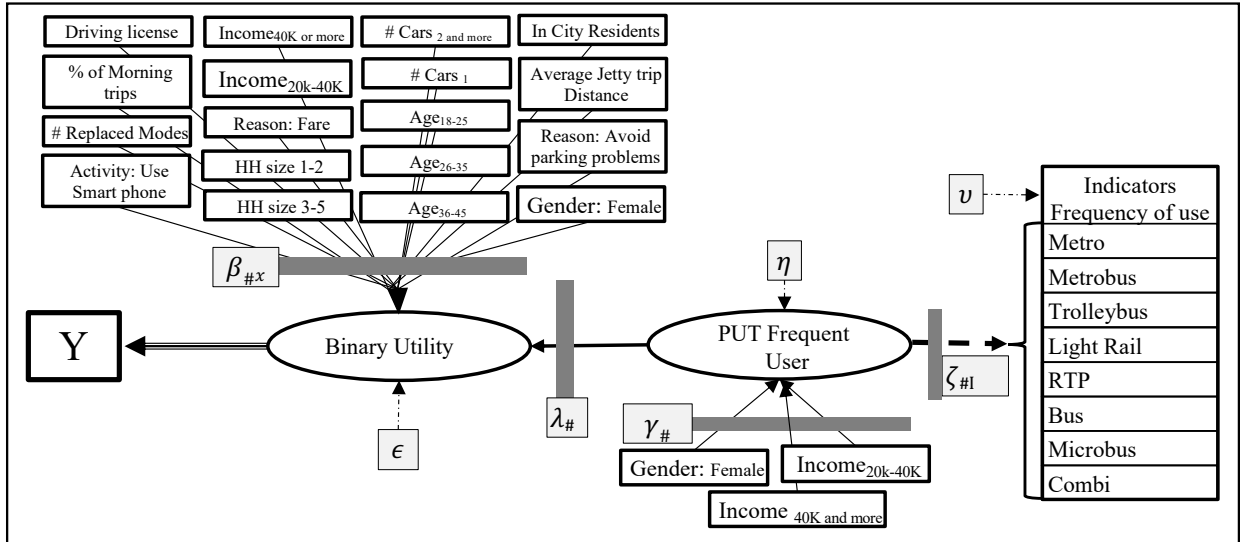 Driving license
% of Morning
trips
# Replaced Modes
Activity: Use
Smart phone
Income40K or more
Income20k-40K
Reason: Fare
HH size 1-2
HH size 3-5
# Cars 2 and more
# Cars 1
Age18-25
Age26-35
Age36-45
In City Residents
Average Jetty trip
Distance
Reason: Avoid
parking problems
Gender: Female
β#x
Y
Binary Utility
ϵ
λ#
η
PUT Frequent
User
γ#
Gender: Female
Income20k-40K
Income 40K and more
ζ#I
υ
Indicators
Frequency of use
Metro
Metrobus
Trolleybus
Light Rail
RTP
Bus
Microbus
Combi